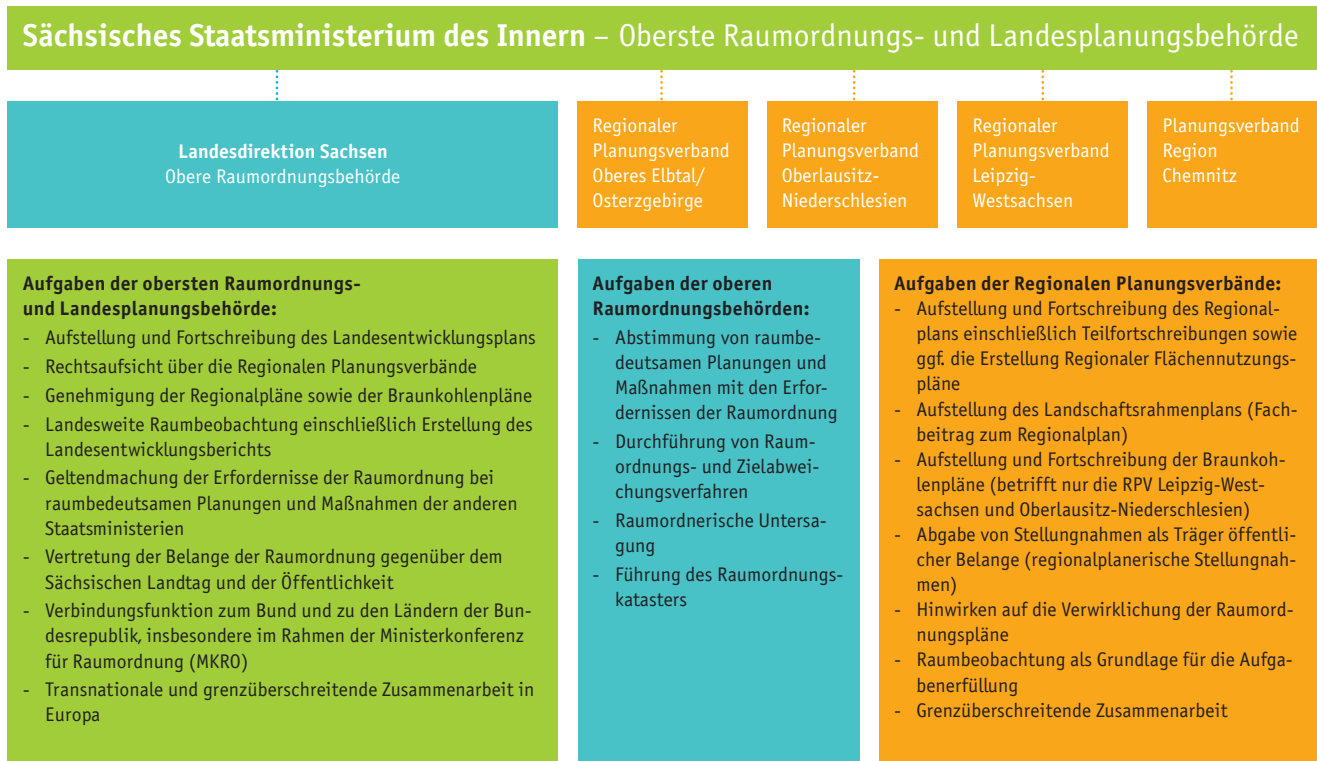 Sächsisches Staatsministerium des Innern – Oberste Raumordnungs- und Landesplanungsbehörde
Landesdirektion Sachsen
Obere Raumordnungsbehörde
Regionaler
Planungsverband
Oberes Elbtal/
Osterzgebirge
Regionaler
Planungsverband
Oberlausitz-
Niederschlesien
Regionaler
Planungsverband
Leipzig-
Westsachsen
Planungsverband
Region
Chemnitz
Aufgaben der obersten Raumordnungs-
und Landesplanungsbehörde:
- Aufstellung und Fortschreibung des Landesentwicklungsplans
- Rechtsaufsicht über die Regionalen Planungsverbände
- Genehmigung der Regionalpläne sowie der Braunkohlenpläne
- Landesweite Raumbeobachtung einschließlich Erstellung des
Landesentwicklungsberichts
- Geltendmachung der Erfordernisse der Raumordnung bei
raumbedeutsamen Planungen und Maßnahmen der anderen
Staatsministerien
- Vertretung der Belange der Raumordnung gegenüber dem
Sächsischen Landtag und der Öffentlichkeit
- Verbindungsfunktion zum Bund und zu den Ländern der Bun-
desrepublik, insbesondere im Rahmen der Ministerkonferenz
für Raumordnung (MKRO)
- Transnationale und grenzüberschreitende Zusammenarbeit in
Europa
Aufgaben der oberen
Raumordnungsbehörden:
- Abstimmung von raumbe-
deutsamen Planungen und
Maßnahmen mit den Erfor-
dernissen der Raumordnung
- Durchführung von Raum-
ordnungs- und Zielabwei-
chungsverfahren
- Raumordnerische Untersa-
gung
- Führung des Raumordnungs-
katasters
Aufgaben der Regionalen Planungsverbände:
- Aufstellung und Fortschreibung des Regional-
plans einschließlich Teilfortschreibungen sowie
ggf. die Erstellung Regionaler Flächennutzungs-
pläne
- Aufstellung des Landschaftsrahmenplans (Fach-
beitrag zum Regionalplan)
- Aufstellung und Fortschreibung der Braunkoh-
lenpläne (betrifft nur die RPV Leipzig-West-
sachsen und Oberlausitz-Niederschlesien)
- Abgabe von Stellungnahmen als Träger öffentli-
cher Belange (regionalplanerische Stellungnah-
men)
- Hinwirken auf die Verwirklichung der Raumord-
nungspläne
- Raumbeobachtung als Grundlage für die Aufga-
benerfüllung
- Grenzüberschreitende Zusammenarbeit